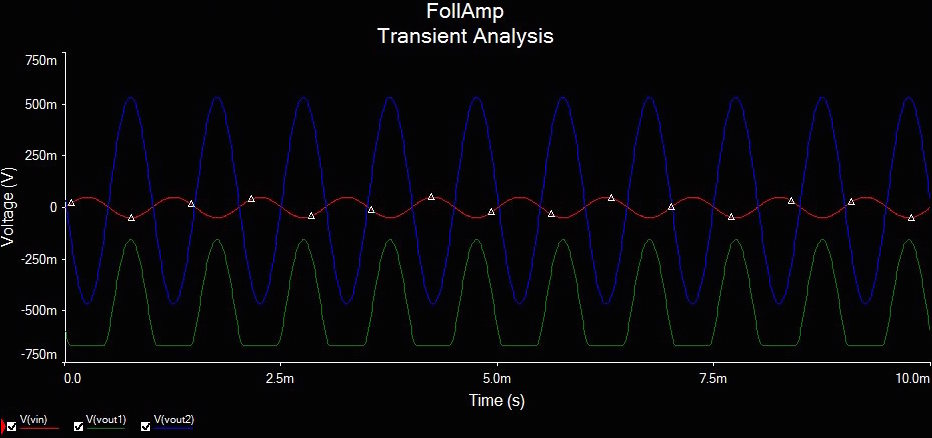 FollAmp
Transient Analysis
750m
500m
250m
0
-250m
-500m
-750m
Voltage (V)
0.0 2.5m 5.0m 7.5m 10.0m
Time (s)
V(vin) V(vout1) V(vout2)